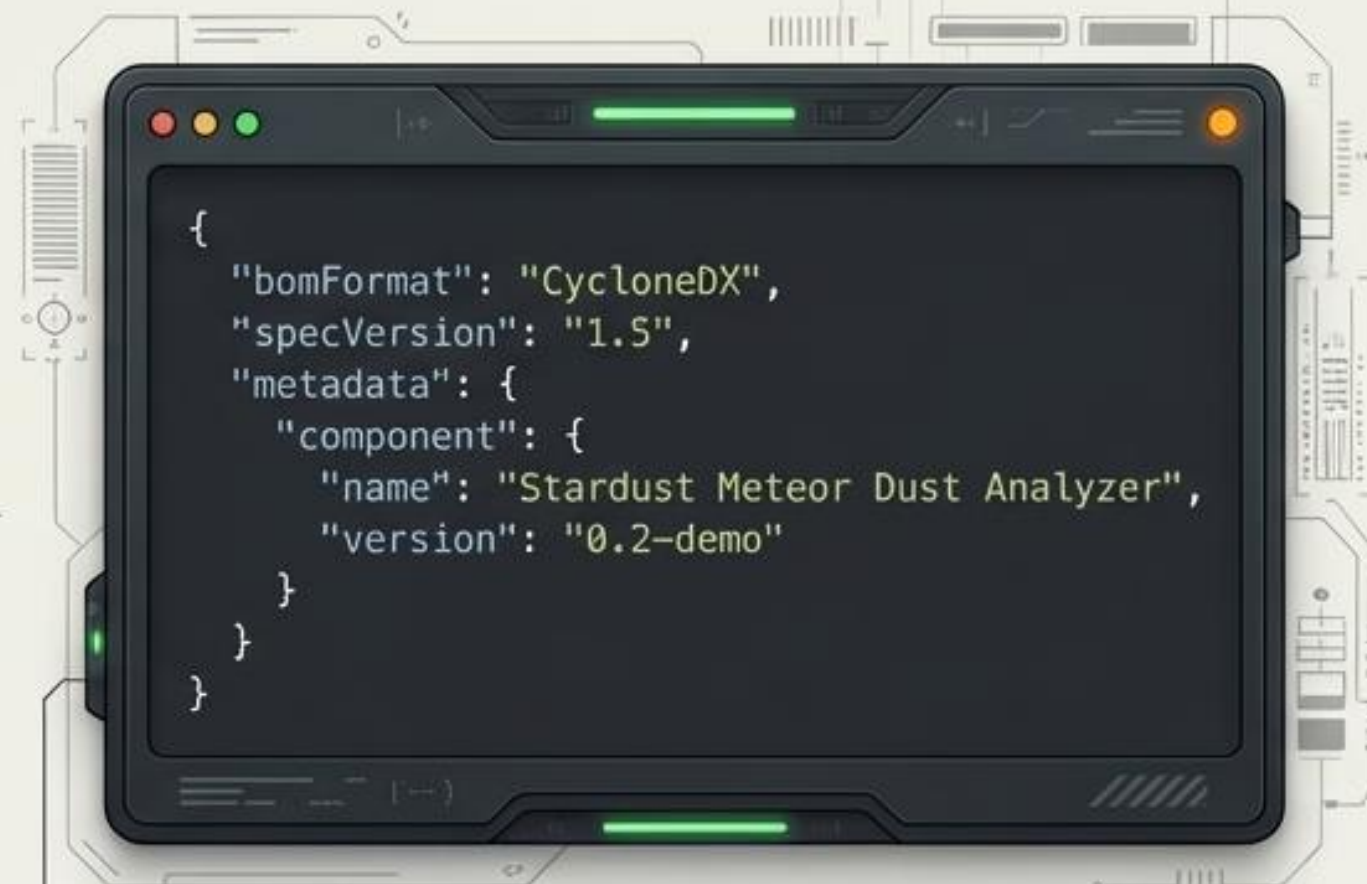 {
  "bomFormat": "CycloneDX",
  "specVersion": "1.5",
  "metadata": {
    "component": {
      "name": "Stardust Meteor Dust Analyzer",
      "version": "0.2-demo"
    }
  }
}